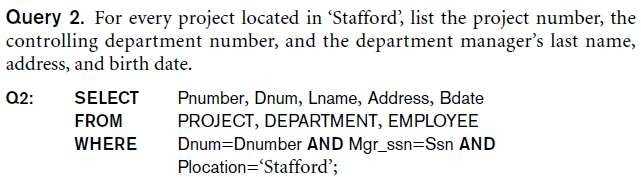 Query 2. For every project located in ‘Stafford’, list the project number, the
controlling department number, and the department manager’s last name,
address, and birth date.
Q2: SELECT Pnumber, Dnum, Lname, Address, Bdate
FROM PROJECT, DEPARTMENT, EMPLOYEE
WHERE Dnum=Dnumber AND Mgr_ssn=Ssn AND
Plocation=‘Stafford’;